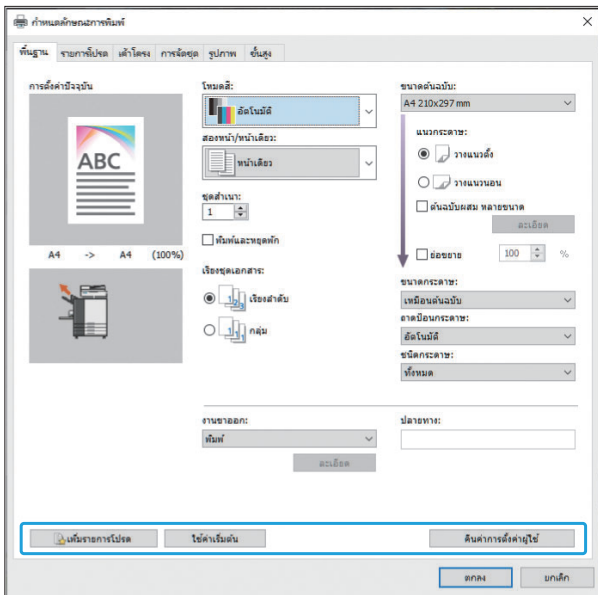 กำหนดลักษณะการพิมพ์
พื้นฐาน รายการโปรด เค้าโครง การจัดชุด รูปภาพ ขั้นสูง
การตั้งค่าปัจจุบัน
ABC
A4 -> A4 (100%)
โหมดสี:
อัตโนมัติ
สองหน้า/หน้าเดียว:
หน้าเดียว
ชุดสำเนา:
1
พิมพ์และหยุดพัก
เรียงชุดเอกสาร:
เรียงลำดับ
กลุ่ม
ขนาดต้นฉบับ:
A4 210x297 mm
แนวกระดาษ:
วางแนวตั้ง
วางแนวนอน
ต้นฉบับผสม หลายขนาด
ละเอียด
ย่อขยาย 100 %
ขนาดกระดาษ:
เหมือนต้นฉบับ
ถาดป้อนกระดาษ:
อัตโนมัติ
ชนิดกระดาษ:
ทั้งหมด
งานขาออก:
พิมพ์
ละเอียด
ปลายทาง:
เพิ่มรายการโปรด ใช้ค่าเริ่มต้น คืนค่าการตั้งค่าผู้ใช้
ตกลง ยกเลิก